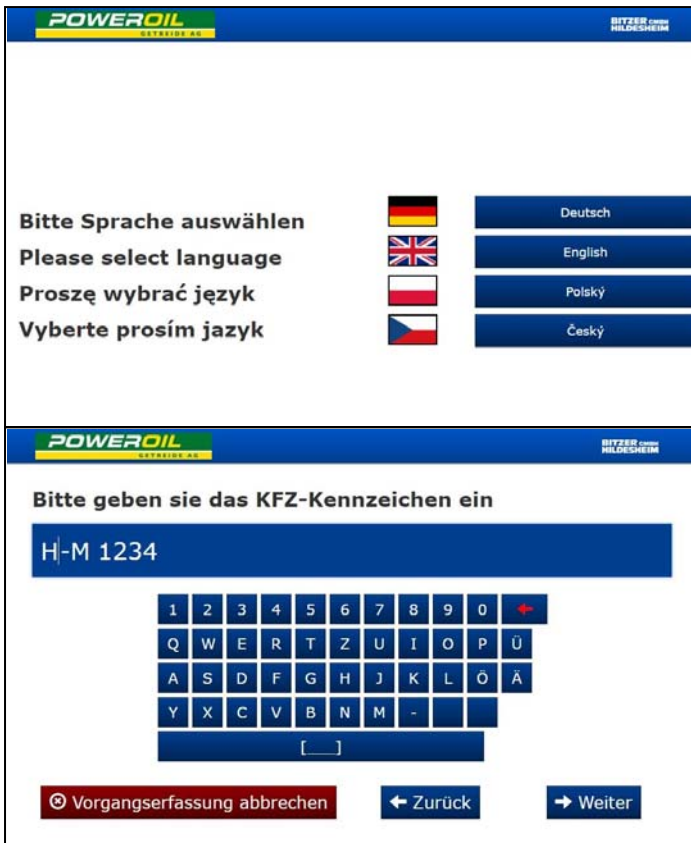 POWEROIL
GETREIDE AG
BITZER GMBH
HILDESHEIM
Bitte Sprache auswählen
Deutsch
Please select language
English
Proszę wybrać język
Polský
Vyberte prosím jazyk
Český
POWEROIL
GETREIDE AG
BITZER GMBH
HILDESHEIM
Bitte geben sie das KFZ-Kennzeichen ein
H-M 1234
1 2 3 4 5 6 7 8 9 0 ←
Q W E R T Z U I O P Ü
A S D F G H J K L Ö Ä
Y X C V B N M -
[___]
⊗ Vorgangserfassung abbrechen ← Zurück → Weiter